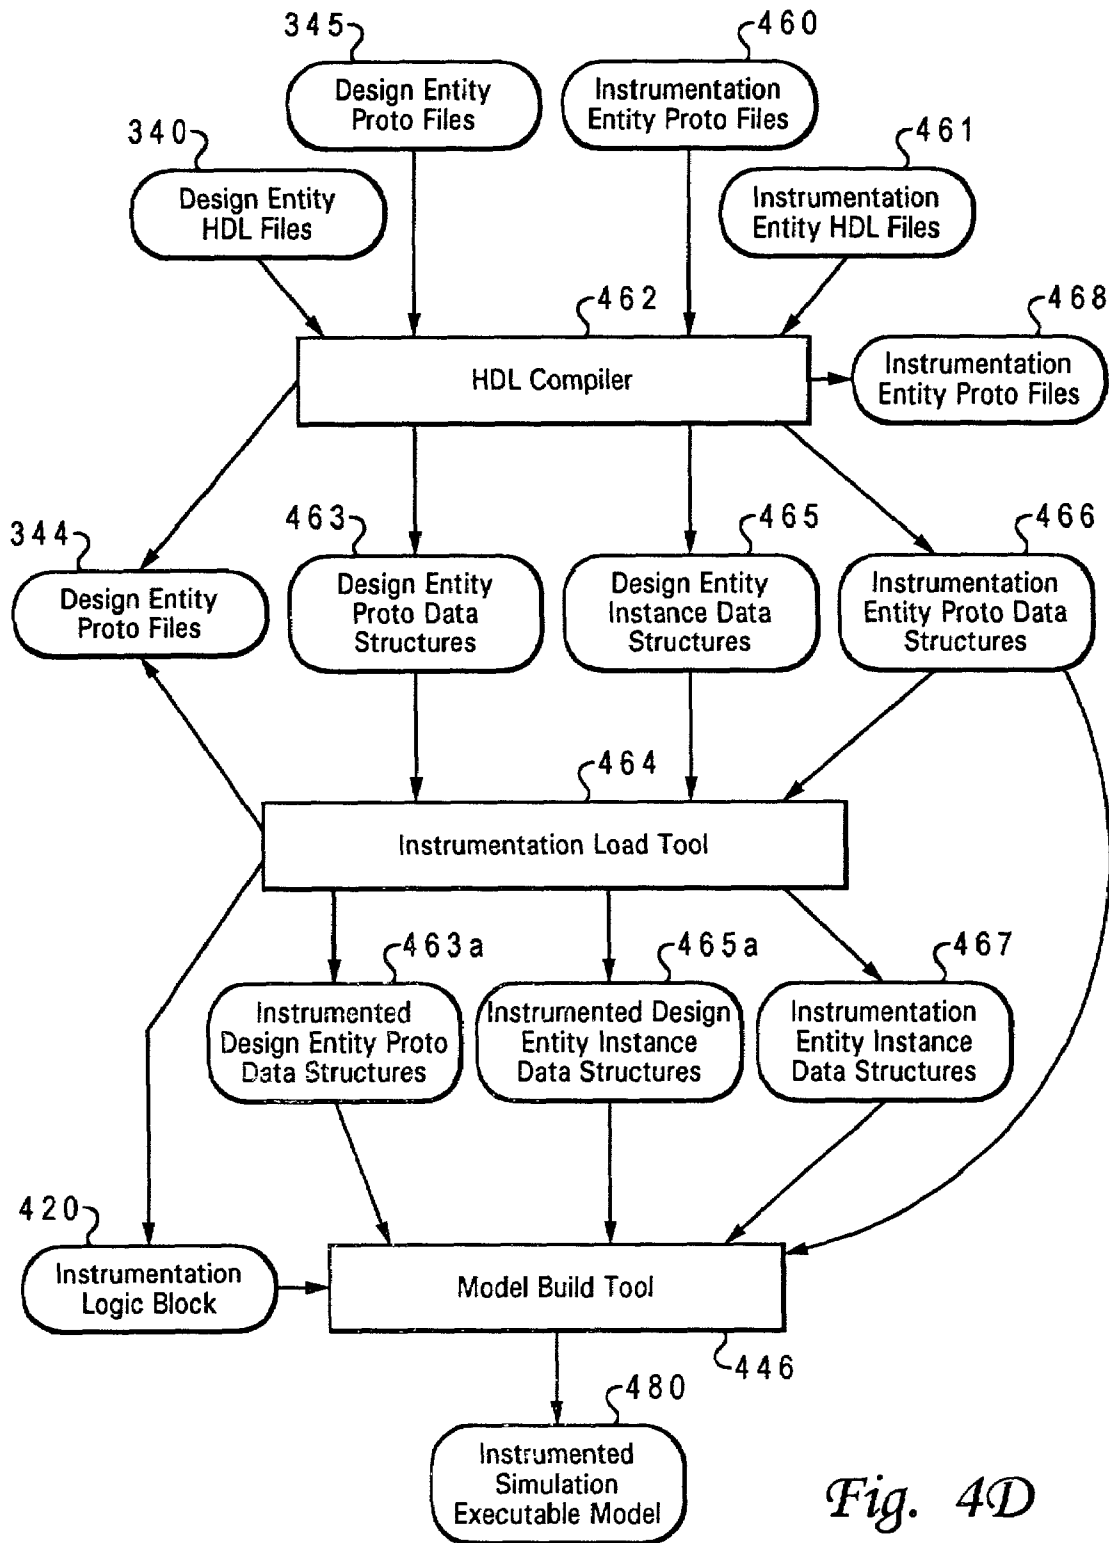 345
460
Design Entity
Proto Files
Instrumentation
Entity Proto Files
340
461
Design Entity
HDL Files
Instrumentation
Entity HDL Files
462
468
HDL Compiler
Instrumentation
Entity Proto Files
344
463
465
466
Design Entity
Proto Files
Design Entity
Proto Data
Structures
Design Entity
Instance Data
Structures
Instrumentation
Entity Proto Data
Structures
464
Instrumentation Load Tool
463a
465a
467
Instrumented
Design Entity Proto
Data Structures
Instrumented Design
Entity Instance
Data Structures
Instrumentation
Entity Instance
Data Structures
420
Instrumentation
Logic Block
Model Build Tool
446
480
Instrumented
Simulation
Executable Model
Fig. 4D